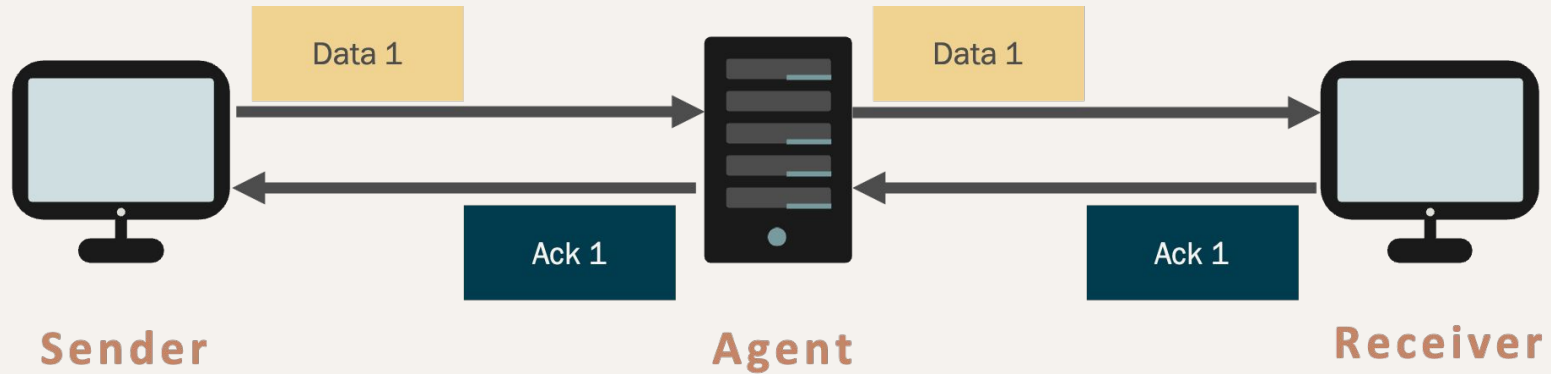 Data 1
Data 1
Ack 1
Ack 1
Sender
Agent
Receiver